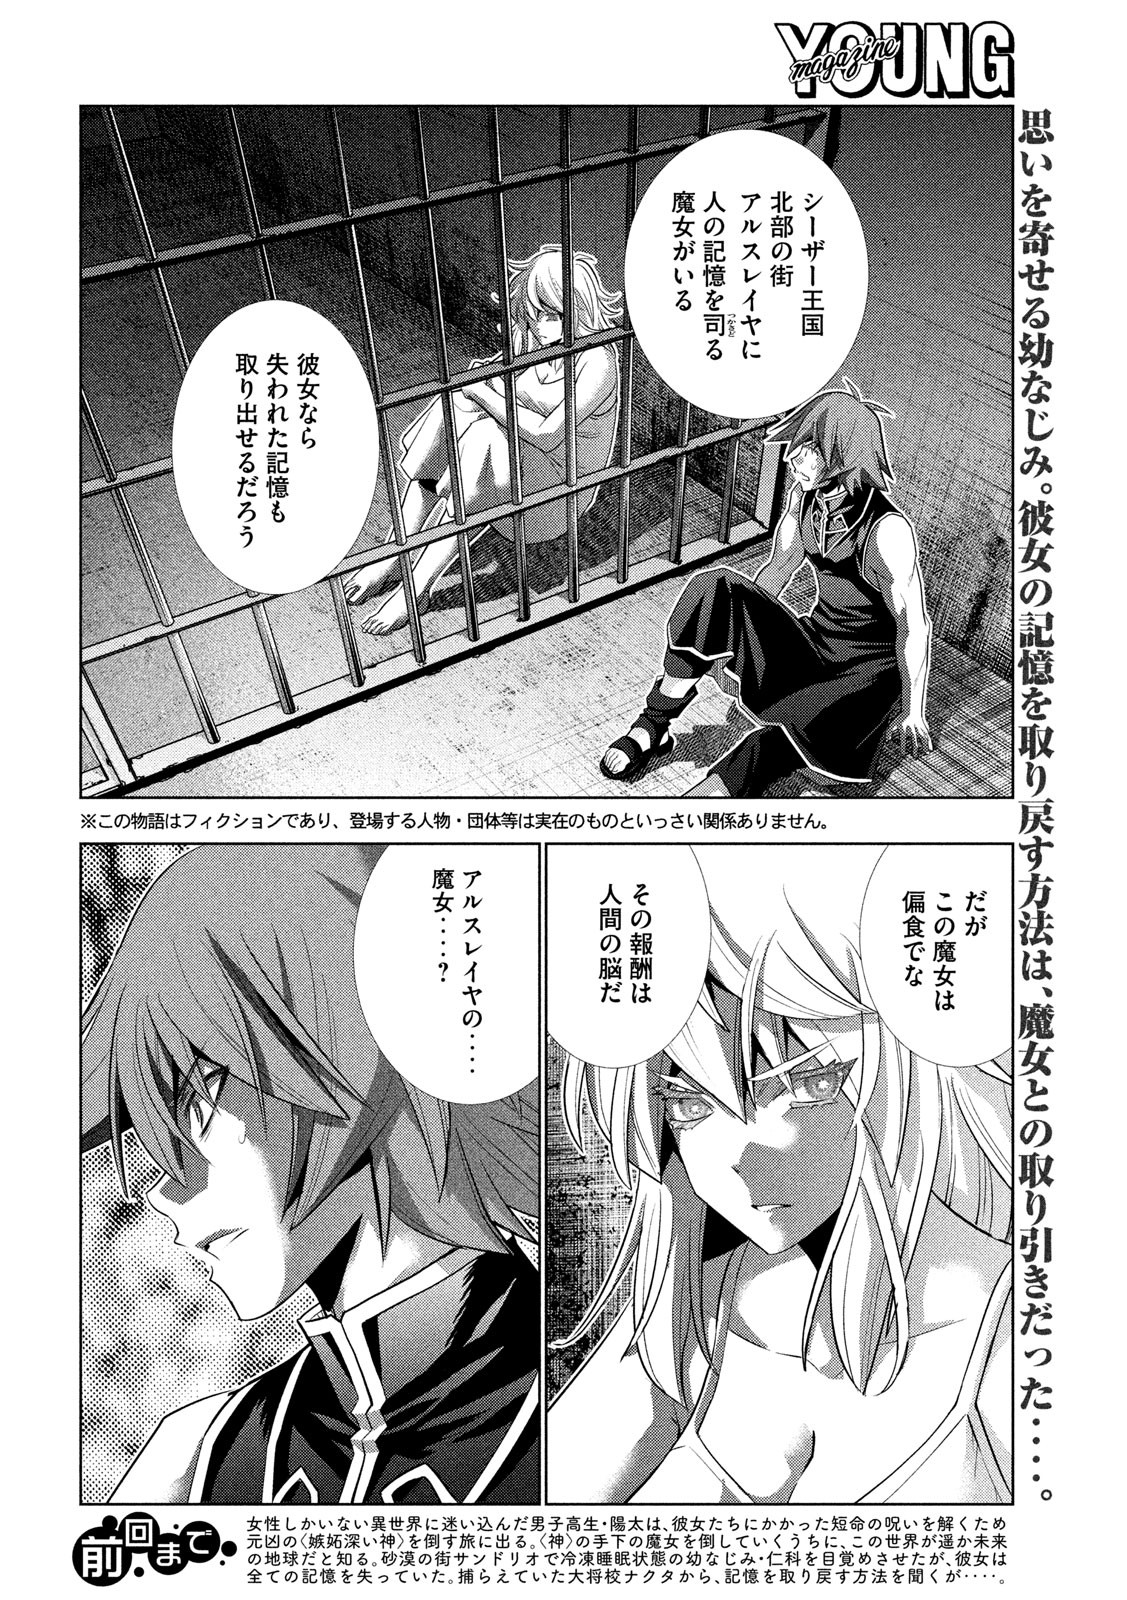 YOUNG
magazine
思いを寄せる幼なじみ。彼女の記憶を取り戻す方法は、魔女との取り引きだった‥‥。
シーザー王国
北部の街
アルスレイヤに
人の記憶を司る
つかさど
魔女がいる
彼女なら
失われた記憶も
取り出せるだろう
※この物語はフィクションであり、登場する人物・団体等は実在のものといっさい関係ありません。
だが
この魔女は
偏食でな
その報酬は
人間の脳だ
アルスレイヤの‥‥
魔女‥‥?
前回まで
女性しかいない異世界に迷い込んだ男子高生・陽太は、彼女たちにかかった短命の呪いを解くため
元凶の〈嫉妬深い神〉を倒す旅に出る。〈神〉の手下の魔女を倒していくうちに、この世界が遥か未来
の地球だと知る。砂漠の街サンドリオで冷凍睡眠状態の幼なじみ・仁科を目覚めさせたが、彼女は
全ての記憶を失っていた。捕らえていた大将校ナクタから、記憶を取り戻す方法を聞くが‥‥。